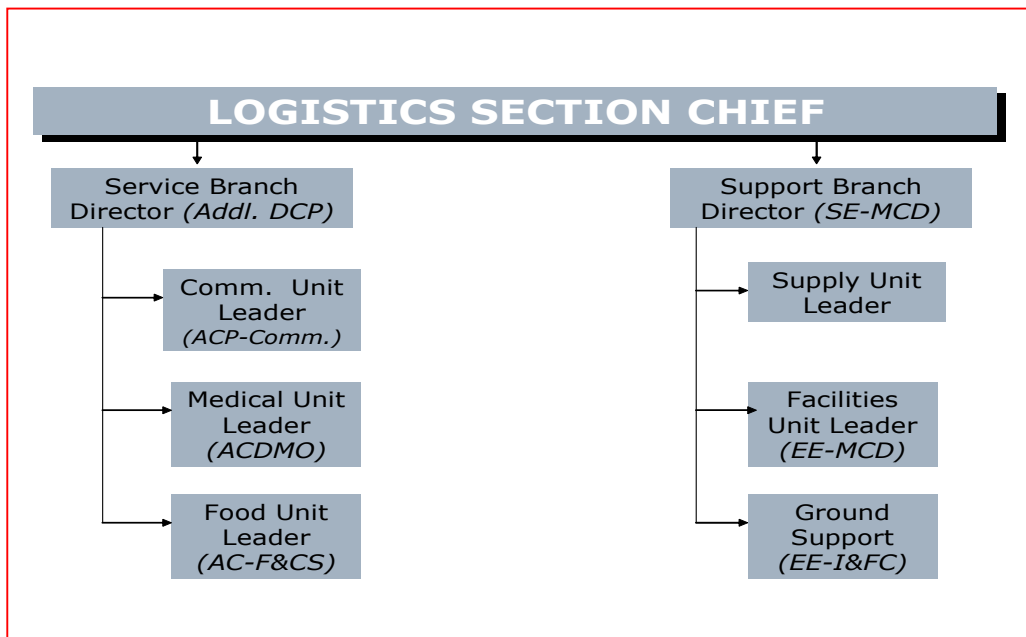 LOGISTICS SECTION CHIEF
Service Branch
Director (Addl. DCP)
Comm. Unit
Leader
(ACP-Comm.)
Medical Unit
Leader
(ACDMO)
Food Unit
Leader
(AC-F&CS)
Support Branch
Director (SE-MCD)
Supply Unit
Leader
Facilities
Unit Leader
(EE-MCD)
Ground
Support
(EE-I&FC)